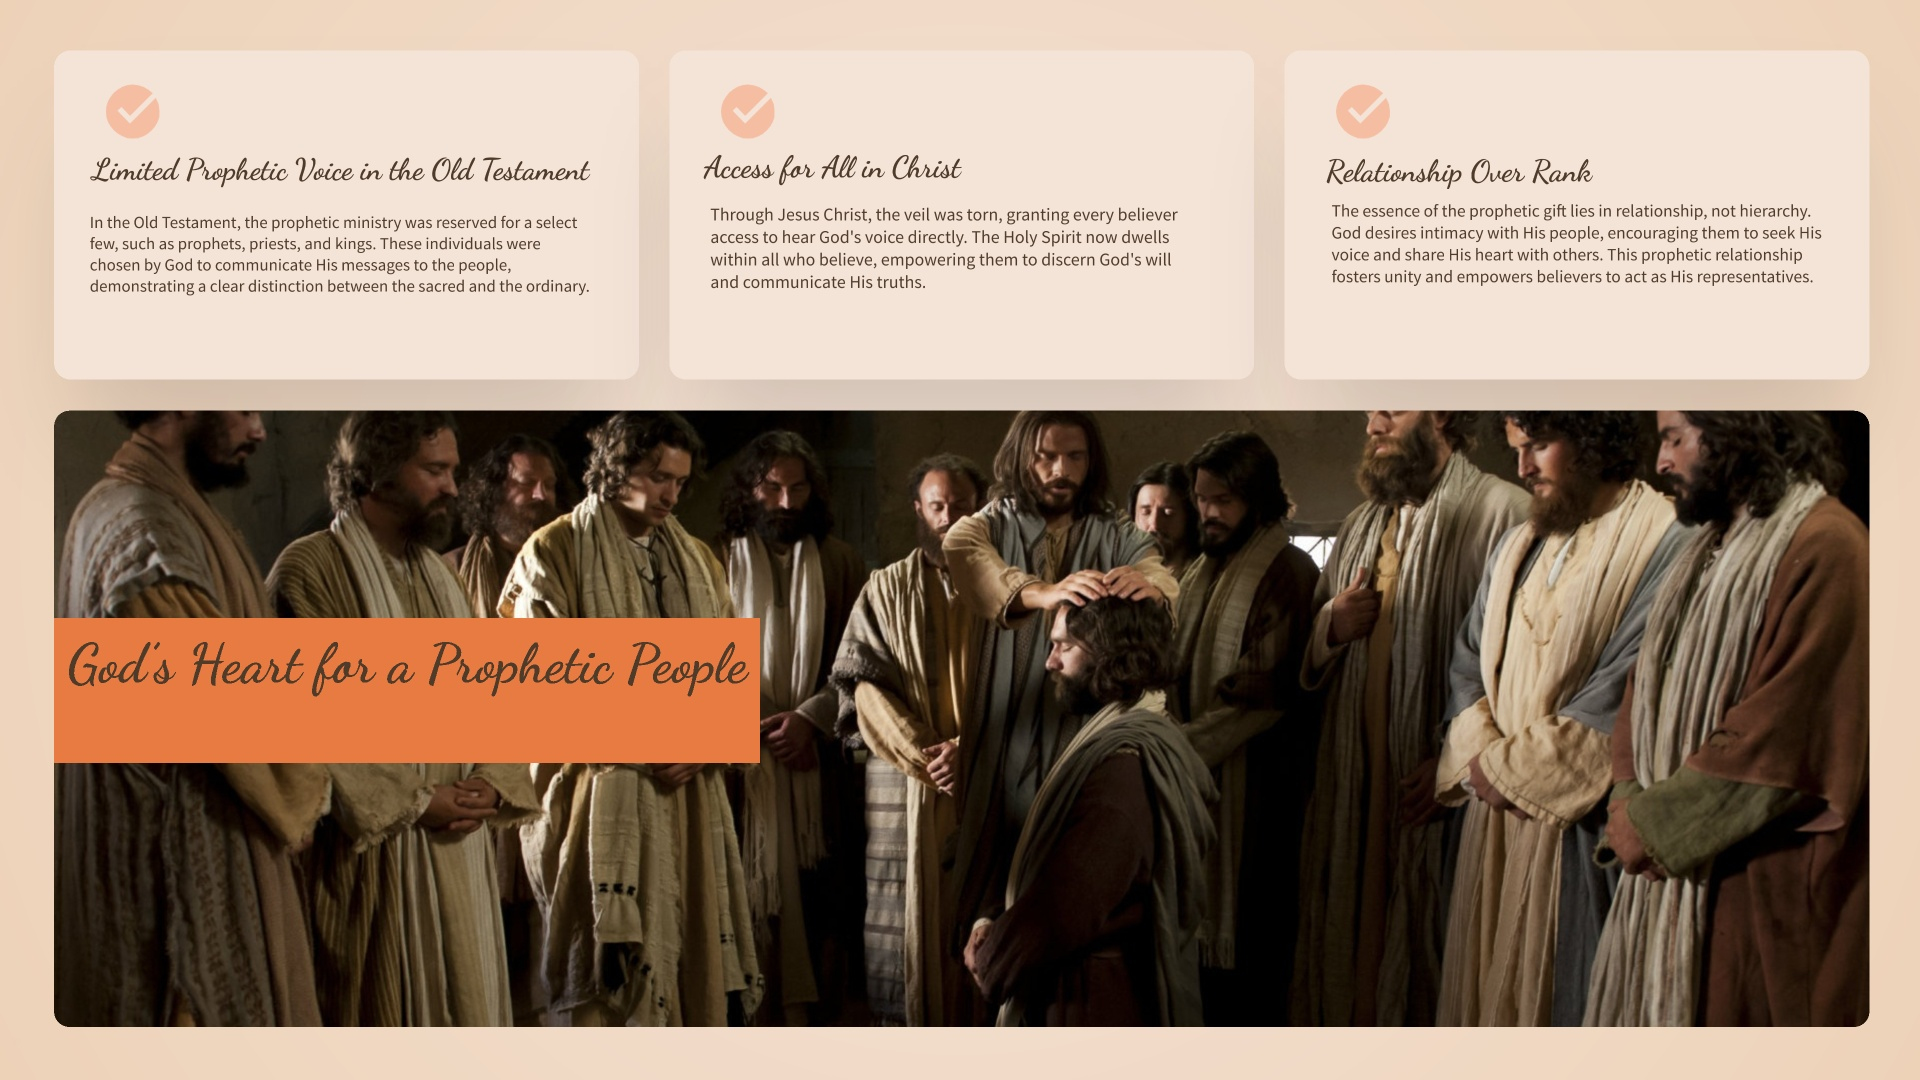 Limited Prophetic Voice in the Old Testament
In the Old Testament, the prophetic ministry was reserved for a select
few, such as prophets, priests, and kings. These individuals were
chosen by God to communicate His messages to the people,
demonstrating a clear distinction between the sacred and the ordinary.
Access for All in Christ
Through Jesus Christ, the veil was torn, granting every believer
access to hear God's voice directly. The Holy Spirit now dwells
within all who believe, empowering them to discern God's will
and communicate His truths.
Relationship Over Rank
The essence of the prophetic gift lies in relationship, not hierarchy.
God desires intimacy with His people, encouraging them to seek His
voice and share His heart with others. This prophetic relationship
fosters unity and empowers believers to act as His representatives.
God's Heart for a Prophetic People